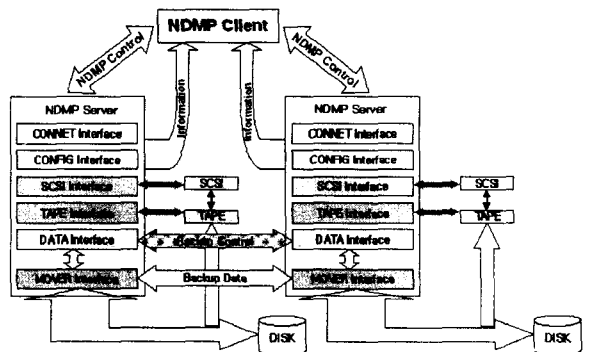 NDMP Client
NDMP Control
NDMP Control
Information
Information
NDMP Server
CONNET Interface
CONFIG Interface
SCSI Interface
TAPE Interface
DATA Interface
MOVER Interface
SCSI
TAPE
Backup Control
Backup Data
DISK
NDMP Server
CONNET Interface
CONFIG Interface
SCSI Interface
TAPE Interface
DATA Interface
MOVER Interface
SCSI
TAPE
DISK